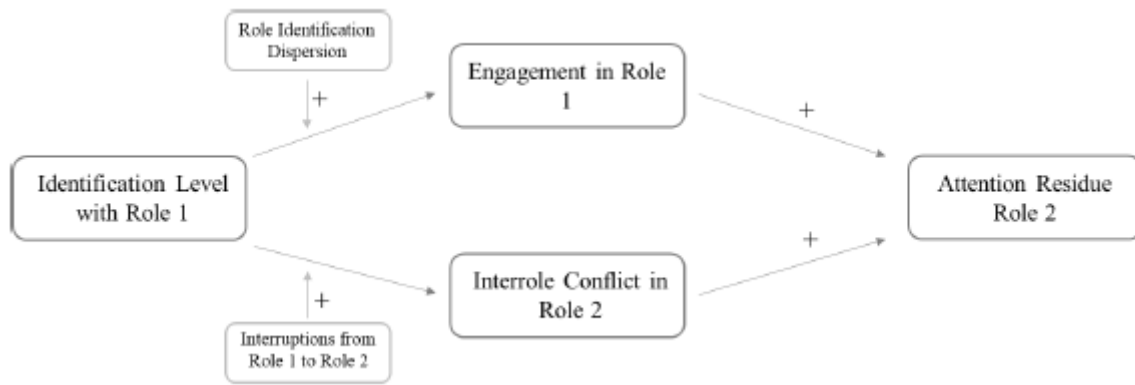 Role Identification
Dispersion
+
Engagement in Role
1
+
Identification Level
with Role 1
Attention Residue
Role 2
+
Interrole Conflict in
Role 2
+
Interruptions from
Role 1 to Role 2